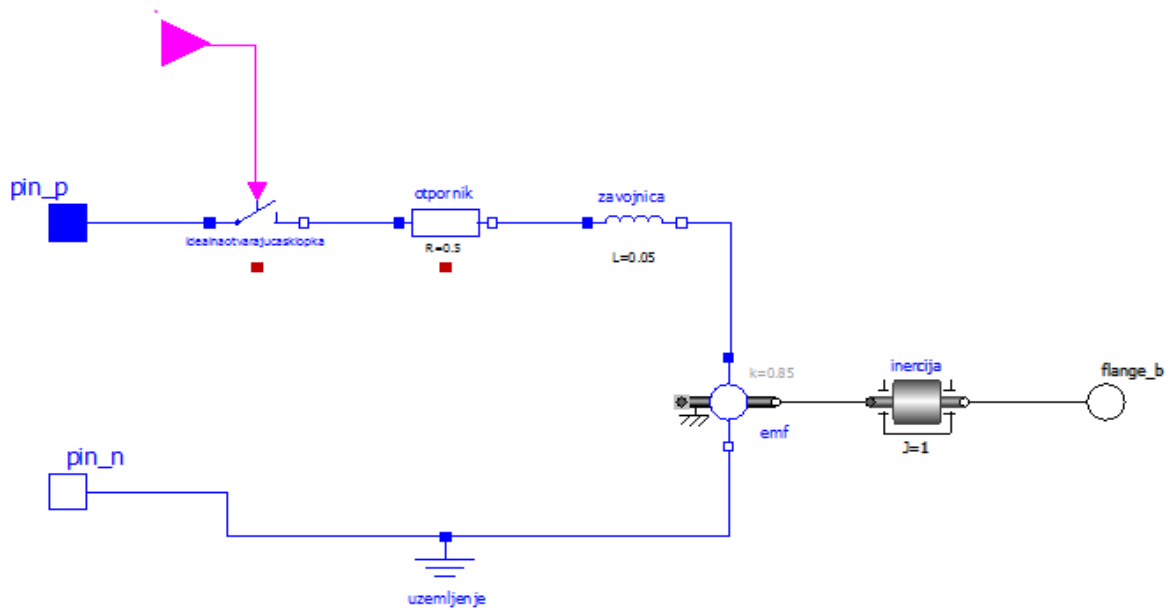 pin_p
idealnaotvarajucasklopka
otpornik
R=0.5
zavojnica
L=0.05
k=0.85
emf
inercija
J=1
flange_b
pin_n
uzemljenje